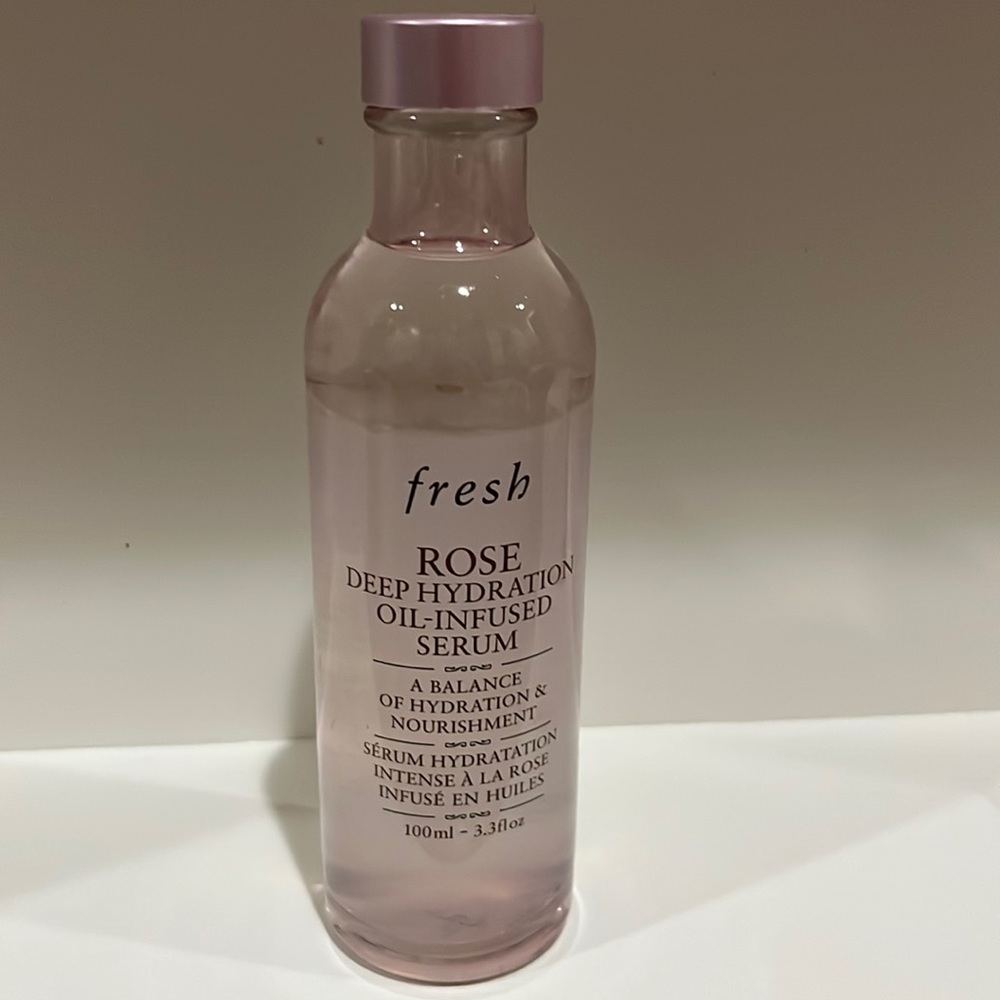 fresh
ROSE
DEEP HYDRATION
OIL-INFUSED
SERUM
A BALANCE
OF HYDRATION &
NOURISHMENT
SÉRUM HYDRATATION
INTENSE À LA ROSE
INFUSÉ EN HUILES
100ml - 3.3fl oz